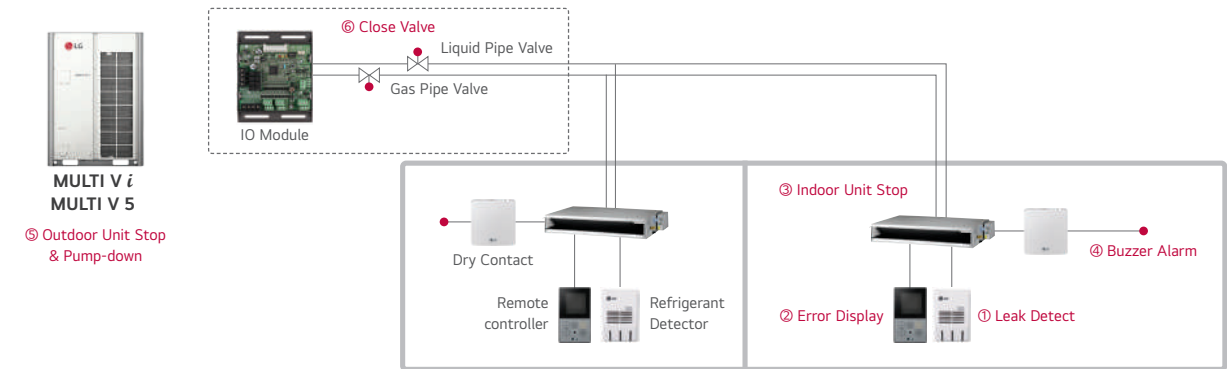 LG
MULTI V i
MULTI V 5
⑤ Outdoor Unit Stop
& Pump-down
⑥ Close Valve
Liquid Pipe Valve
Gas Pipe Valve
IO Module
Dry Contact
Remote
controller
Refrigerant
Detector
③ Indoor Unit Stop
④ Buzzer Alarm
② Error Display
① Leak Detect